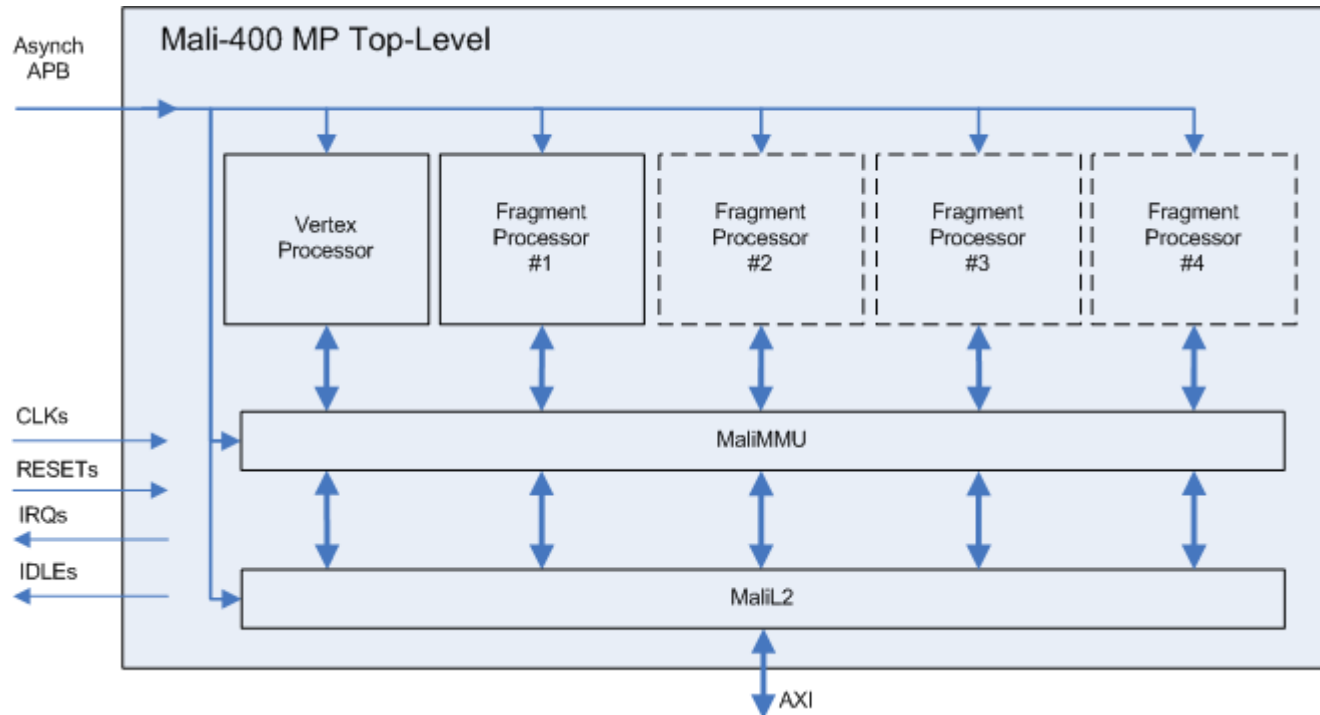 Mali-400 MP Top-Level
Asynch
APB
Vertex
Processor
Fragment
Processor
#1
Fragment
Processor
#2
Fragment
Processor
#3
Fragment
Processor
#4
CLKs
RESETs
IRQs
IDLEs
MaliMMU
MaliL2
AXI